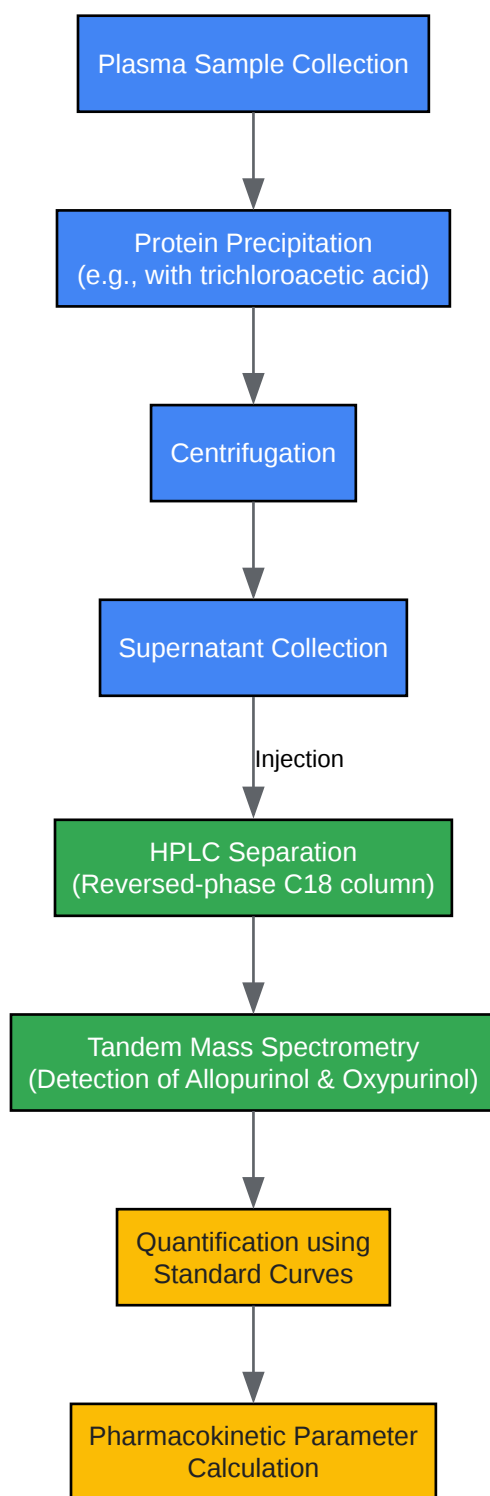 Plasma Sample Collection
Protein Precipitation
(e.g., with trichloroacetic acid)
Centrifugation
Supernatant Collection
Injection
HPLC Separation
(Reversed-phase C18 column)
Tandem Mass Spectrometry
(Detection of Allopurinol & Oxypurinol)
Quantification using
Standard Curves
Pharmacokinetic Parameter
Calculation